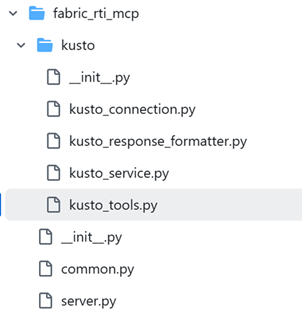 fabric_rti_mcp
kusto
__init__.py
kusto_connection.py
kusto_response_formatter.py
kusto_service.py
kusto_tools.py
__init__.py
common.py
server.py